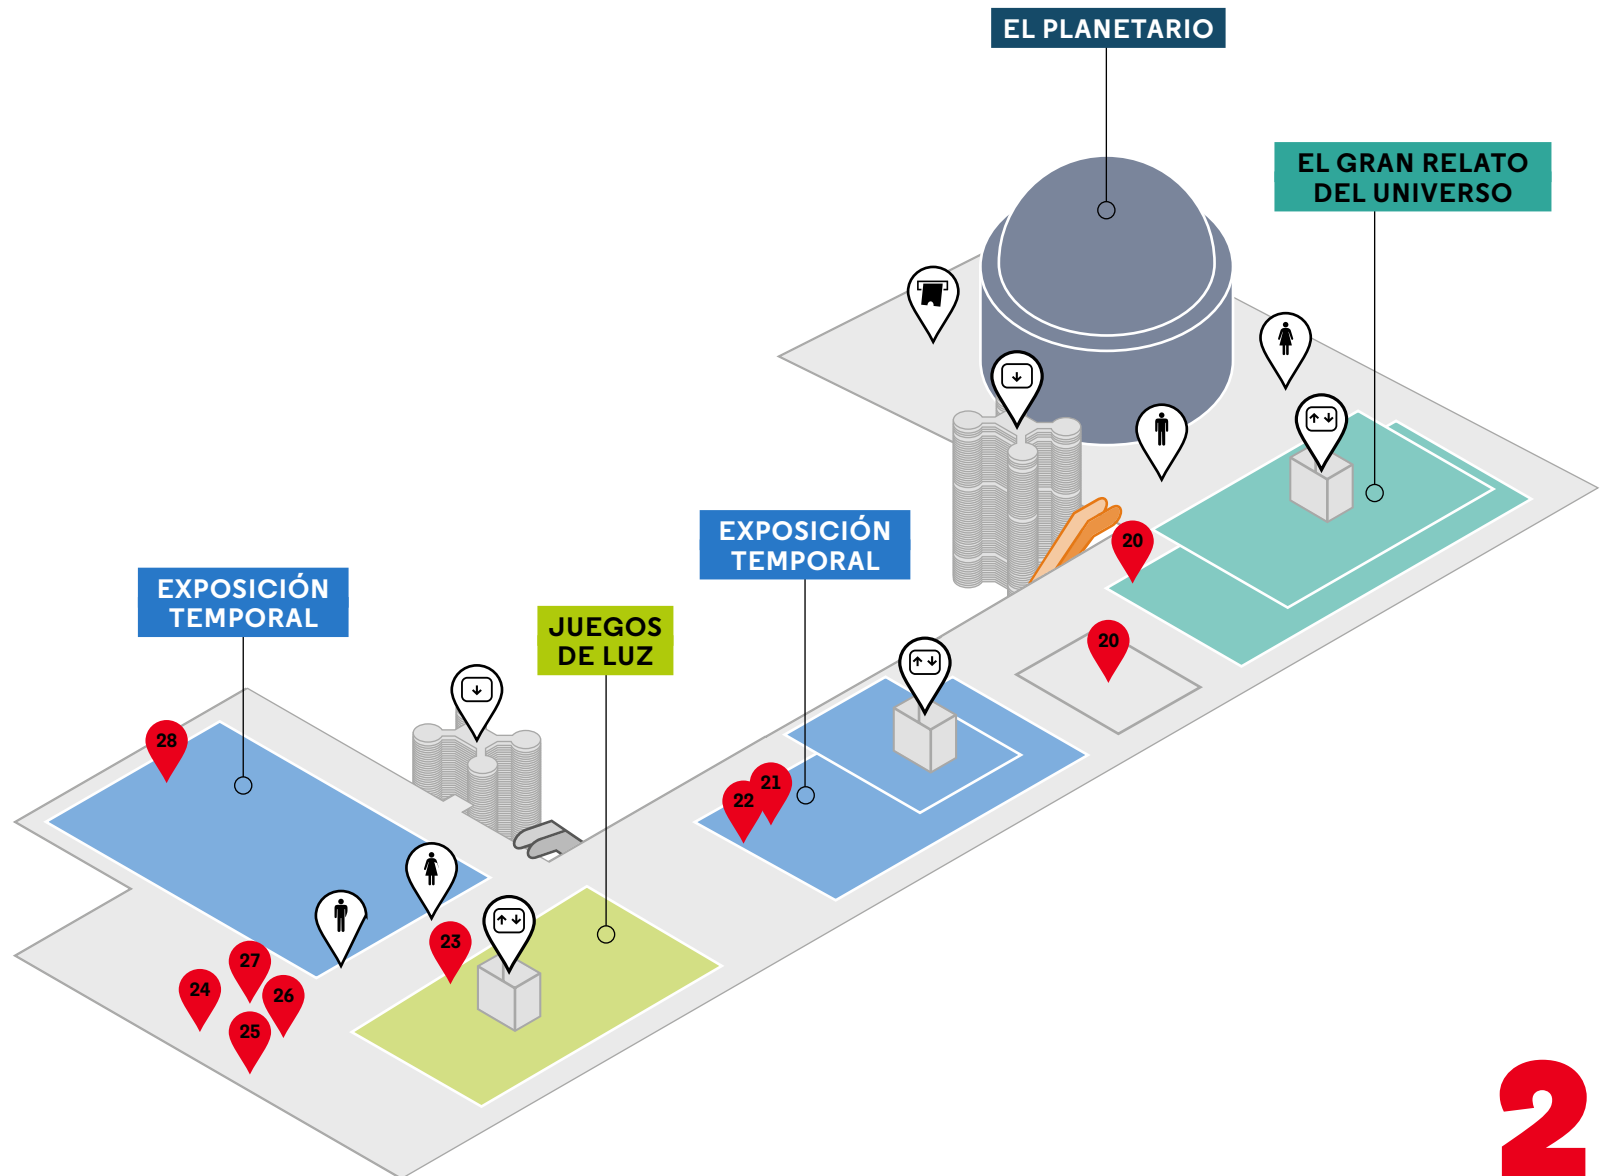 EL PLANETARIO
EL GRAN RELATO
DEL UNIVERSO
EXPOSICIÓN
TEMPORAL
20
EXPOSICIÓN
TEMPORAL
JUEGOS
DE LUZ
20
28
21
22
23
27
24
26
25
2